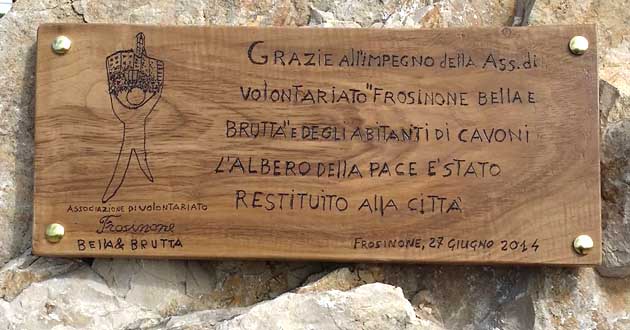 GRAZIE ALL'IMPEGNO DELLA ASS. DI
VOLONTARIATO "FROSINONE BELLA E
BRUTTA" E DEGLI ABITANTI DI CAVONI
L'ALBERO DELLA PACE E' STATO
RESTITUITO ALLA CITTA'
ASSOCIAZIONE DI VOLONTARIATO
Frosinone
BELLA & BRUTTA
FROSINONE, 27 GIUGNO 2014